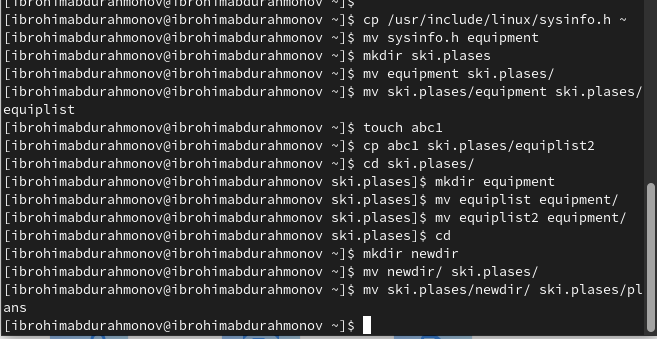 [ibrohimabdurahmonov@ibrohimabdurahmonov ~]$
[ibrohimabdurahmonov@ibrohimabdurahmonov ~]$ cp /usr/include/linux/sysinfo.h ~
[ibrohimabdurahmonov@ibrohimabdurahmonov ~]$ mv sysinfo.h equipment
[ibrohimabdurahmonov@ibrohimabdurahmonov ~]$ mkdir ski.plases
[ibrohimabdurahmonov@ibrohimabdurahmonov ~]$ mv equipment ski.plases/
[ibrohimabdurahmonov@ibrohimabdurahmonov ~]$ mv ski.plases/equipment ski.plases/
equiplist
[ibrohimabdurahmonov@ibrohimabdurahmonov ~]$ touch abc1
[ibrohimabdurahmonov@ibrohimabdurahmonov ~]$ cp abc1 ski.plases/equiplist2
[ibrohimabdurahmonov@ibrohimabdurahmonov ~]$ cd ski.plases/
[ibrohimabdurahmonov@ibrohimabdurahmonov ski.plases]$ mkdir equipment
[ibrohimabdurahmonov@ibrohimabdurahmonov ski.plases]$ mv equiplist equipment/
[ibrohimabdurahmonov@ibrohimabdurahmonov ski.plases]$ mv equiplist2 equipment/
[ibrohimabdurahmonov@ibrohimabdurahmonov ski.plases]$ cd
[ibrohimabdurahmonov@ibrohimabdurahmonov ~]$ mkdir newdir
[ibrohimabdurahmonov@ibrohimabdurahmonov ~]$ mv newdir/ ski.plases/
[ibrohimabdurahmonov@ibrohimabdurahmonov ~]$ mv ski.plases/newdir/ ski.plases/pl
ans
[ibrohimabdurahmonov@ibrohimabdurahmonov ~]$